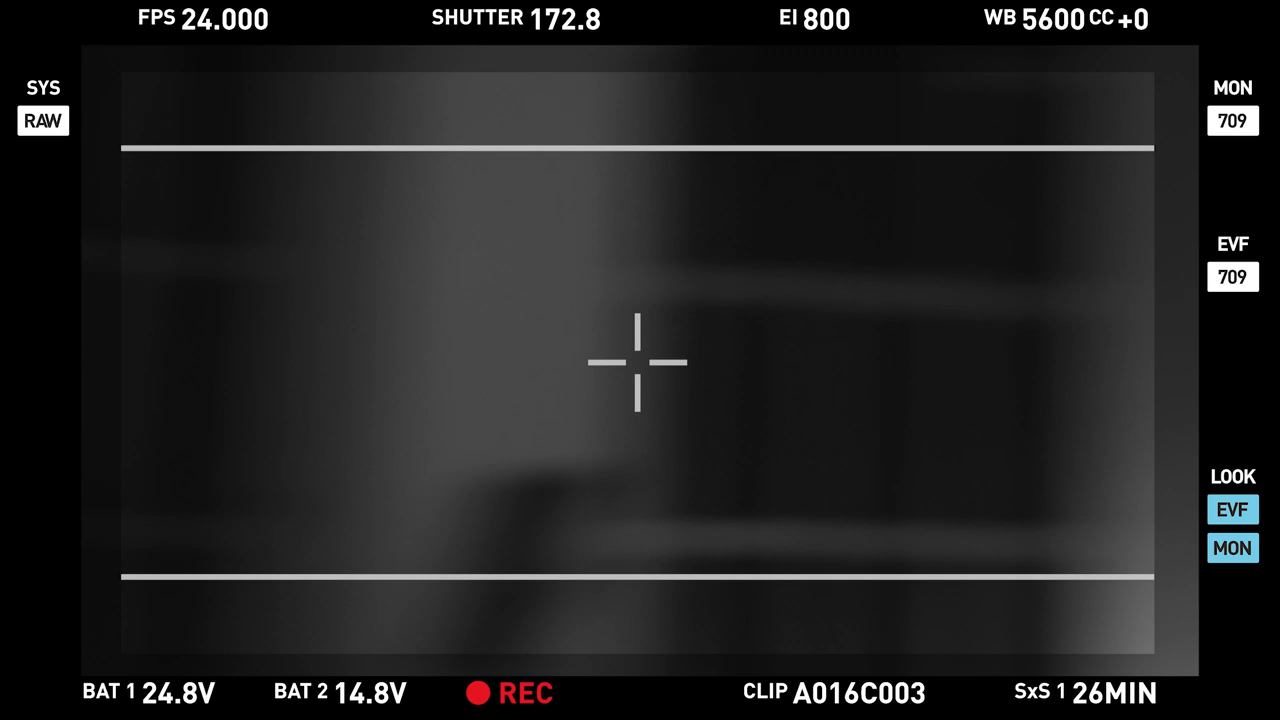 FPS 24.000 SHUTTER 172.8 EI 800 WB 5600 CC +0
SYS
RAW
MON
709
EVF
709
LOOK
EVF
MON
BAT 1 24.8V BAT 2 14.8V REC CLIP A016C003 SxS 1 26MIN